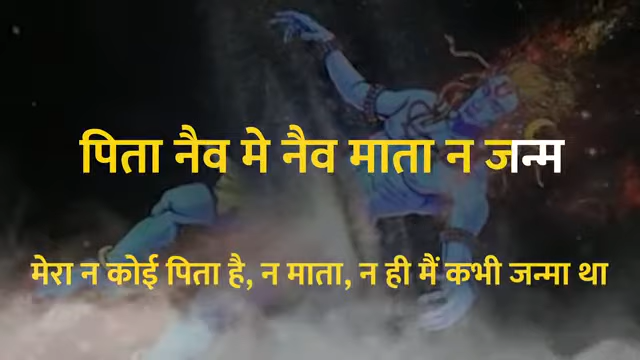 पिता नैव मे नैव माता न जन्म
मेरा न कोई पिता है, न माता, न ही मैं कभी जन्मा था